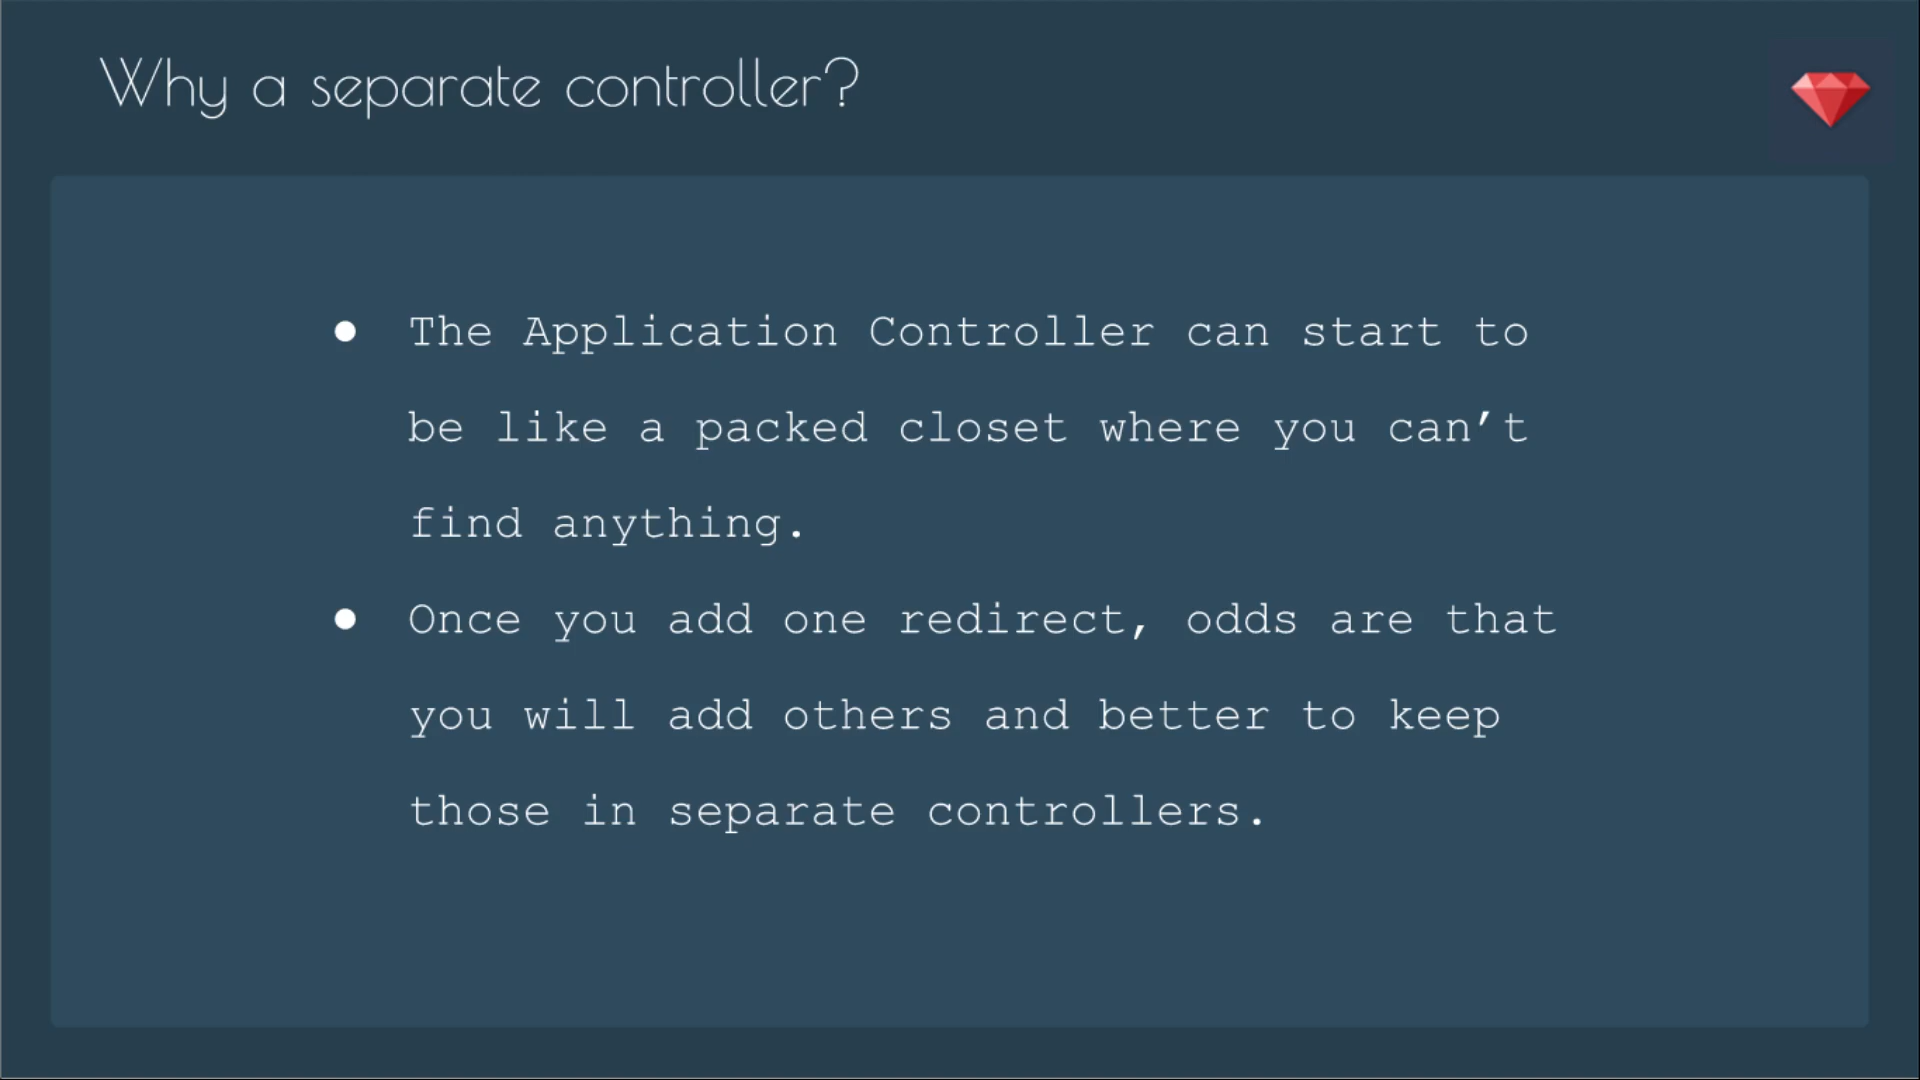 Why a separate controller?
● The Application Controller can start to
be like a packed closet where you can’t
find anything.
● Once you add one redirect, odds are that
you will add others and better to keep
those in separate controllers.